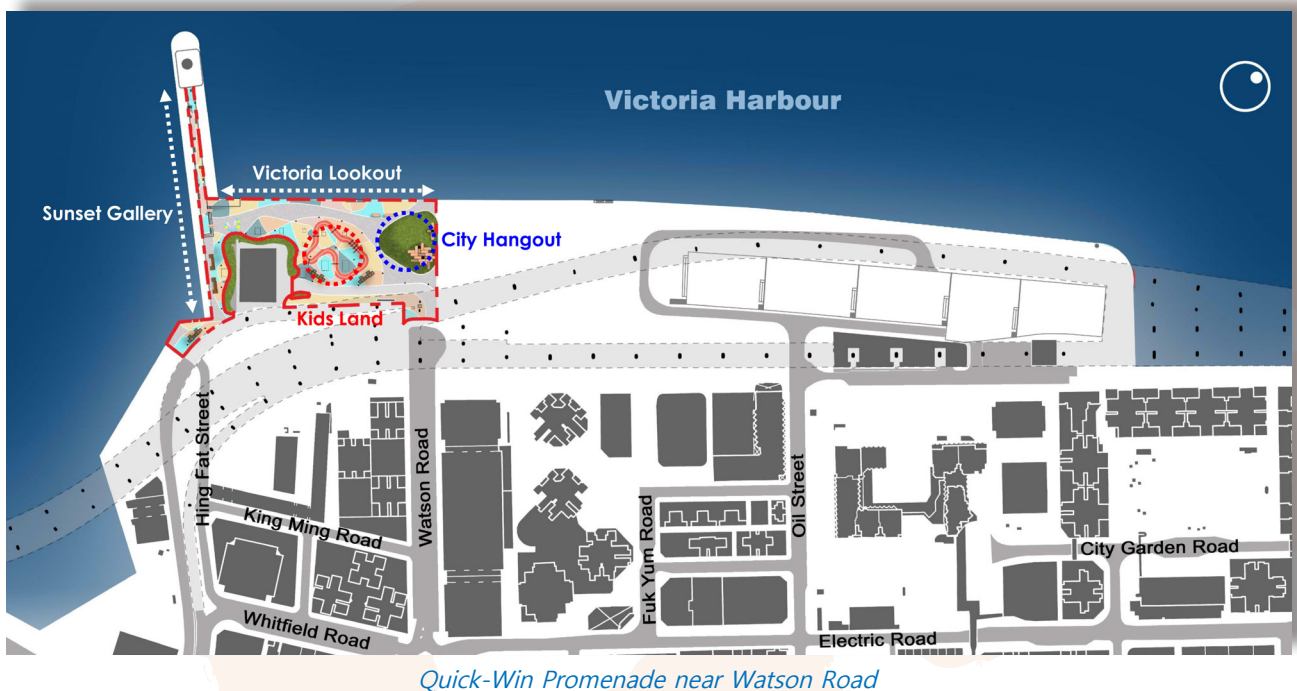 Victoria Harbour
Victoria Lookout
Sunset Gallery
City Hangout
Kids Land
Hing Fat Street
King Ming Road
Watson Road
Whitfield Road
Fuk Yum Road
Oil Street
City Garden Road
Electric Road
Quick-Win Promenade near Watson Road